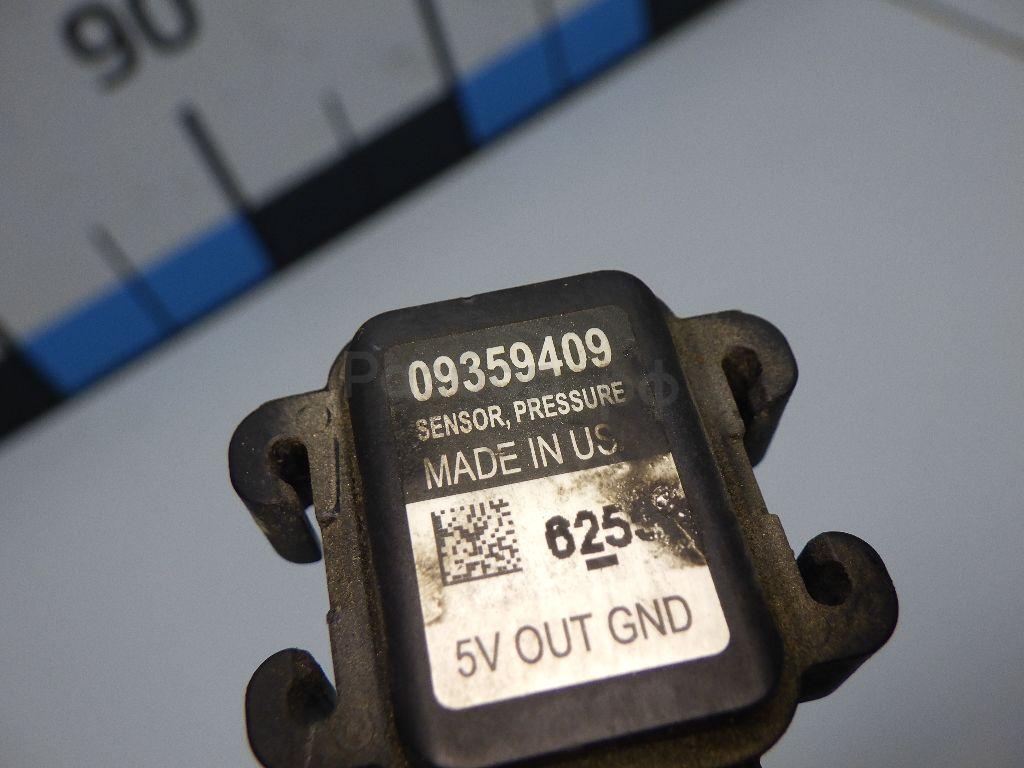 90
09359409
SENSOR, PRESSURE
MADE IN US
625
5V OUT GND